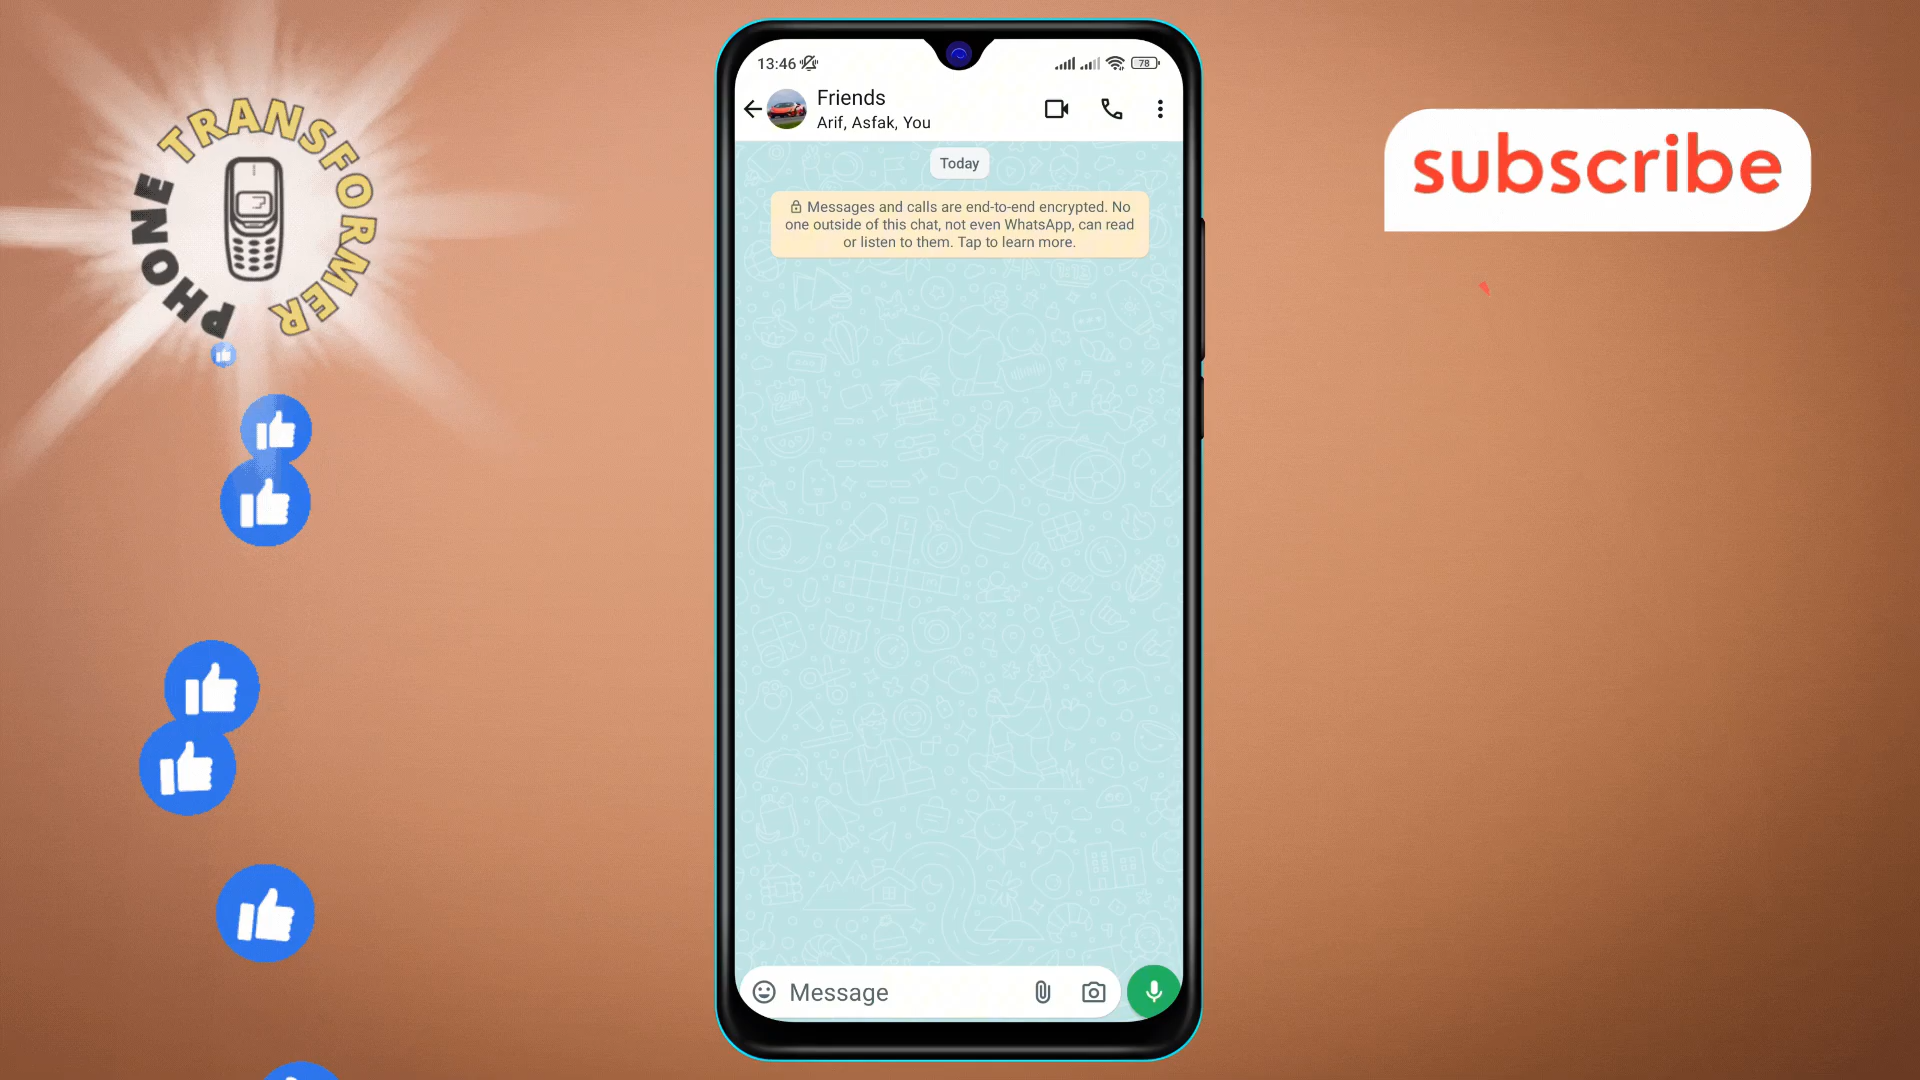 PHONE TRANSFORMER
13:46
78
Friends
Arif, Asfak, You
Today
Messages and calls are end-to-end encrypted. No
one outside of this chat, not even WhatsApp, can read
or listen to them. Tap to learn more.
Message
subscribe